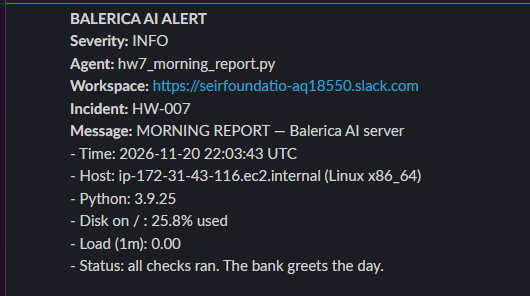 BALERICA AI ALERT
Severity: INFO
Agent: hw7_morning_report.py
Workspace: https://seirfoundatio-aq18550.slack.com
Incident: HW-007
Message: MORNING REPORT — Balerica AI server
- Time: 2026-11-20 22:03:43 UTC
- Host: ip-172-31-43-116.ec2.internal (Linux x86_64)
- Python: 3.9.25
- Disk on / : 25.8% used
- Load (1m): 0.00
- Status: all checks ran. The bank greets the day.